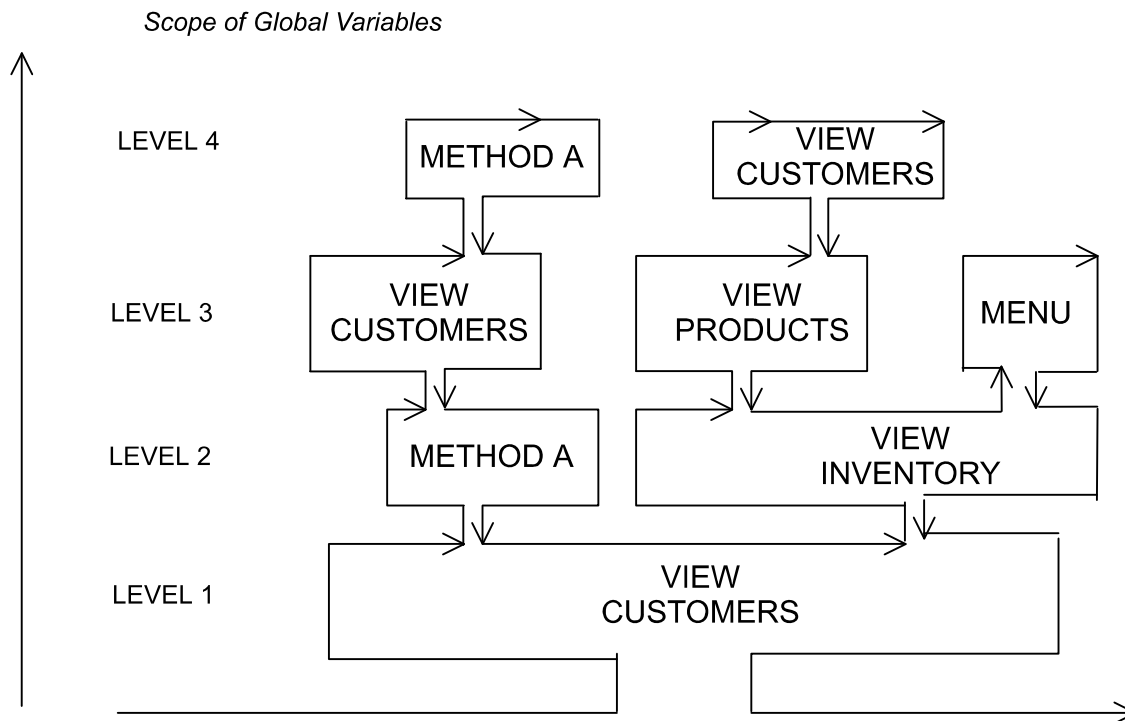 Scope of Global Variables
LEVEL 4
METHOD A
VIEW
CUSTOMERS
LEVEL 3
VIEW
CUSTOMERS
VIEW
PRODUCTS
MENU
LEVEL 2
METHOD A
VIEW
INVENTORY
LEVEL 1
VIEW
CUSTOMERS